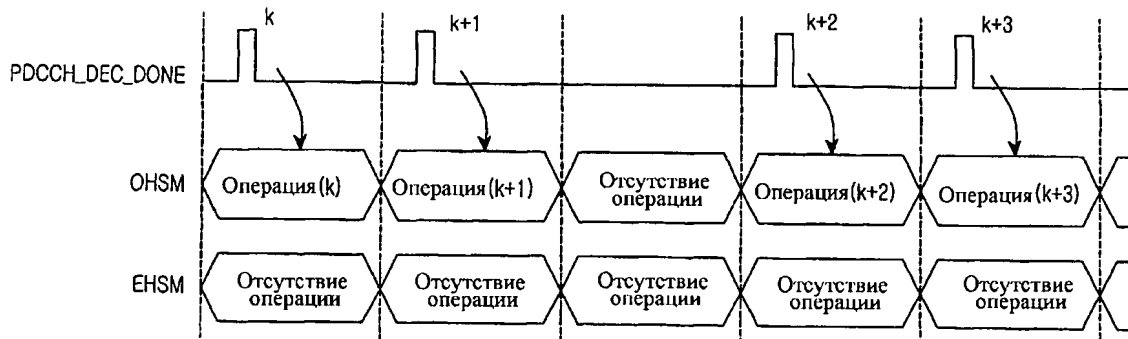 k
k+1
k+2
k+3
PDCCH_DEC_DONE
OHSM
Операция(k)
Операция(k+1)
Отсутствие
операции
Операция(k+2)
Операция(k+3)
EHSM
Отсутствие
операции
Отсутствие
операции
Отсутствие
операции
Отсутствие
операции
Отсутствие
операции